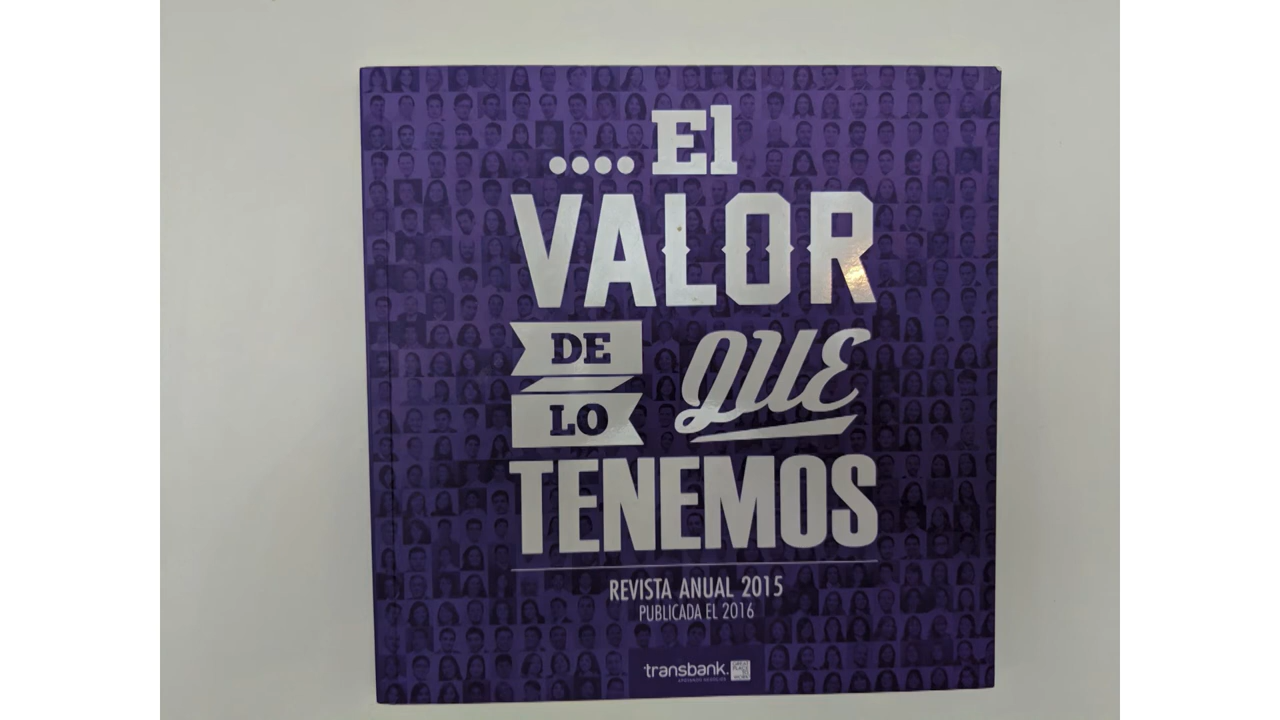 .... El
VALOR
DE
LO
QUE
TENEMOS
REVISTA ANUAL 2015
PUBLICADA EL 2016
transbank.